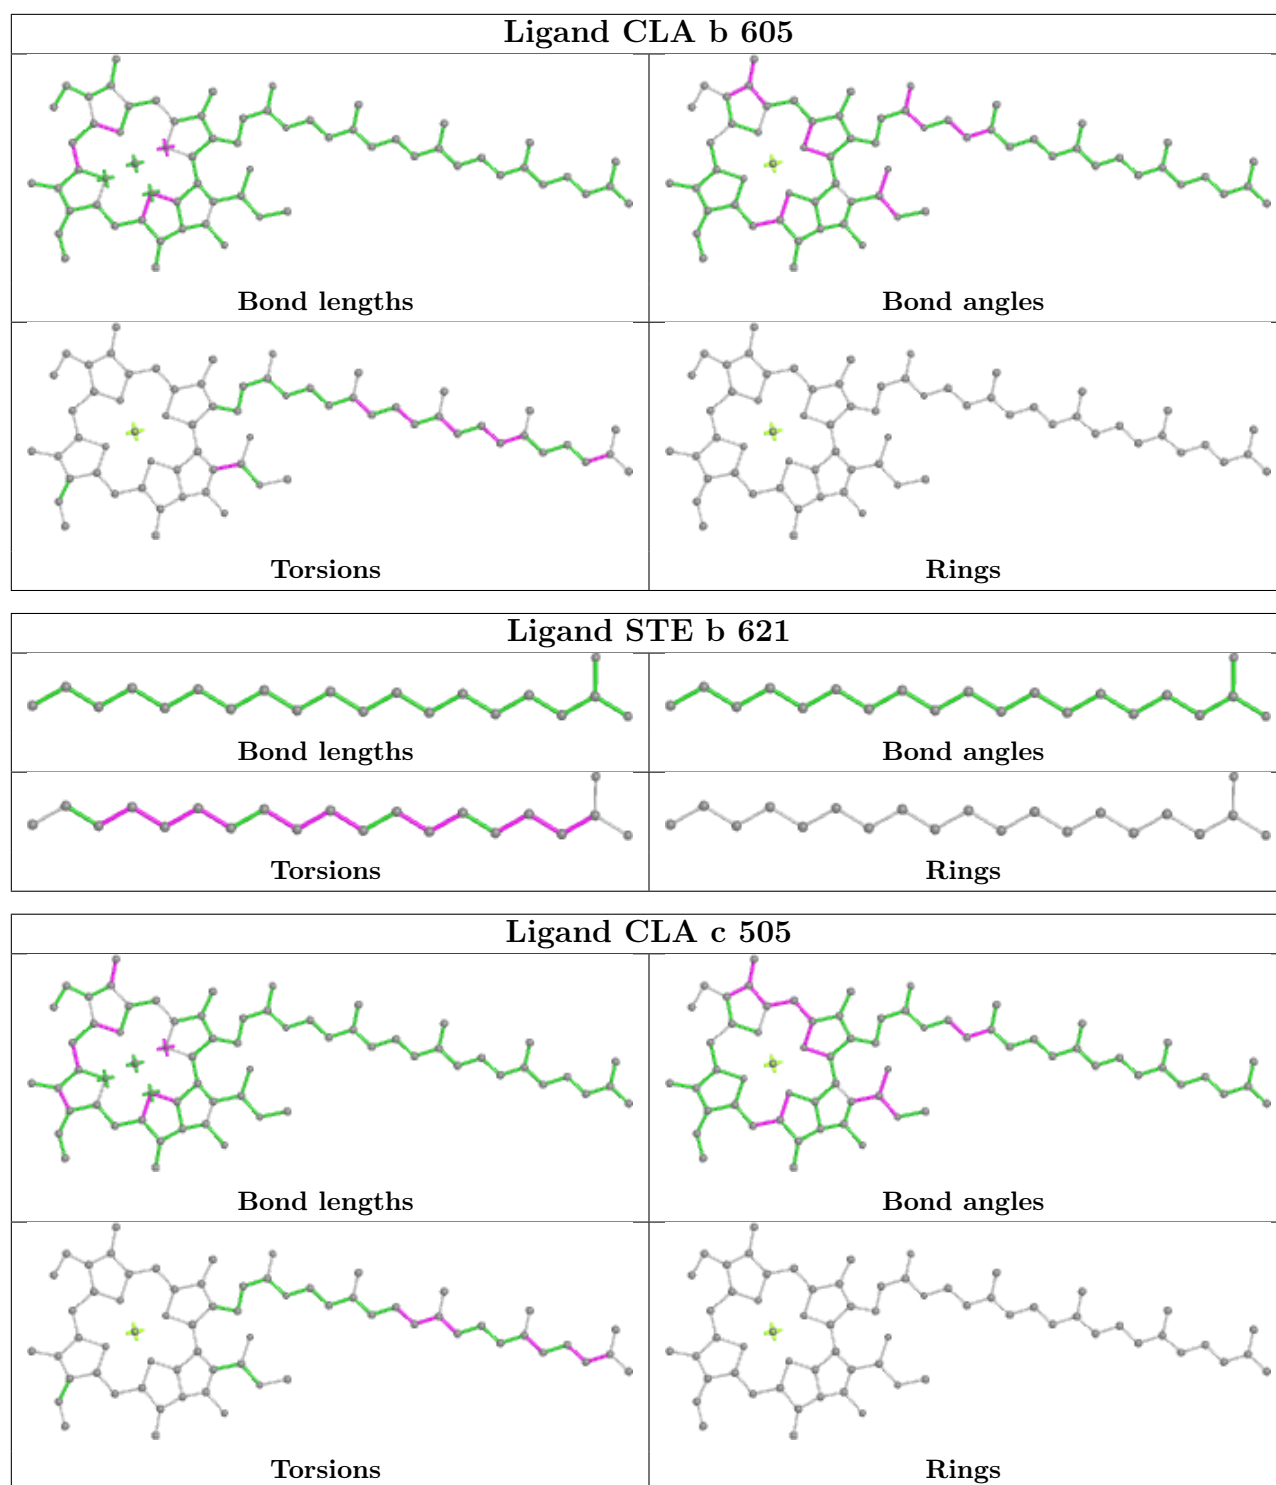 Ligand CLA b 605
Bond lengths
Bond angles
Torsions
Rings
Ligand STE b 621
Bond lengths
Bond angles
Torsions
Rings
Ligand CLA c 505
Bond lengths
Bond angles
Torsions
Rings